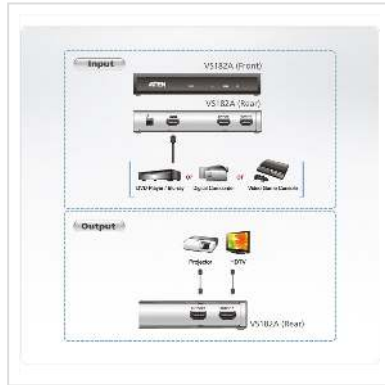 Input
VS182A (Front)
ATEN
VS182A (Rear)
DVD Player / Blu-ray or Digital Camcorder or Video Game Console
Output
Projector HDTV
VS182A (Rear)